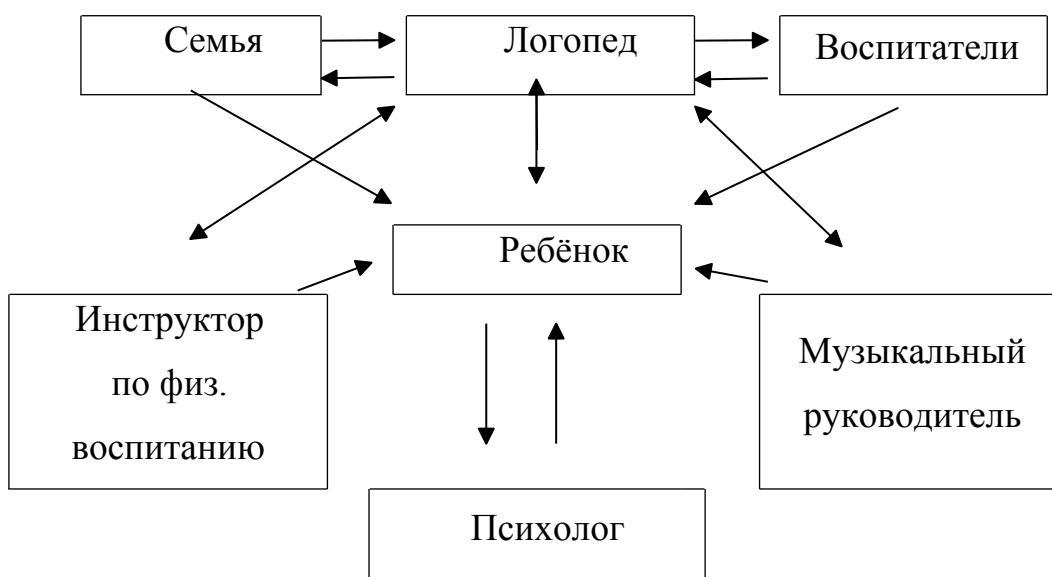 Семья
Логопед
Воспитатели
Ребёнок
Инструктор
по физ.
воспитанию
Музыкальный
руководитель
Психолог